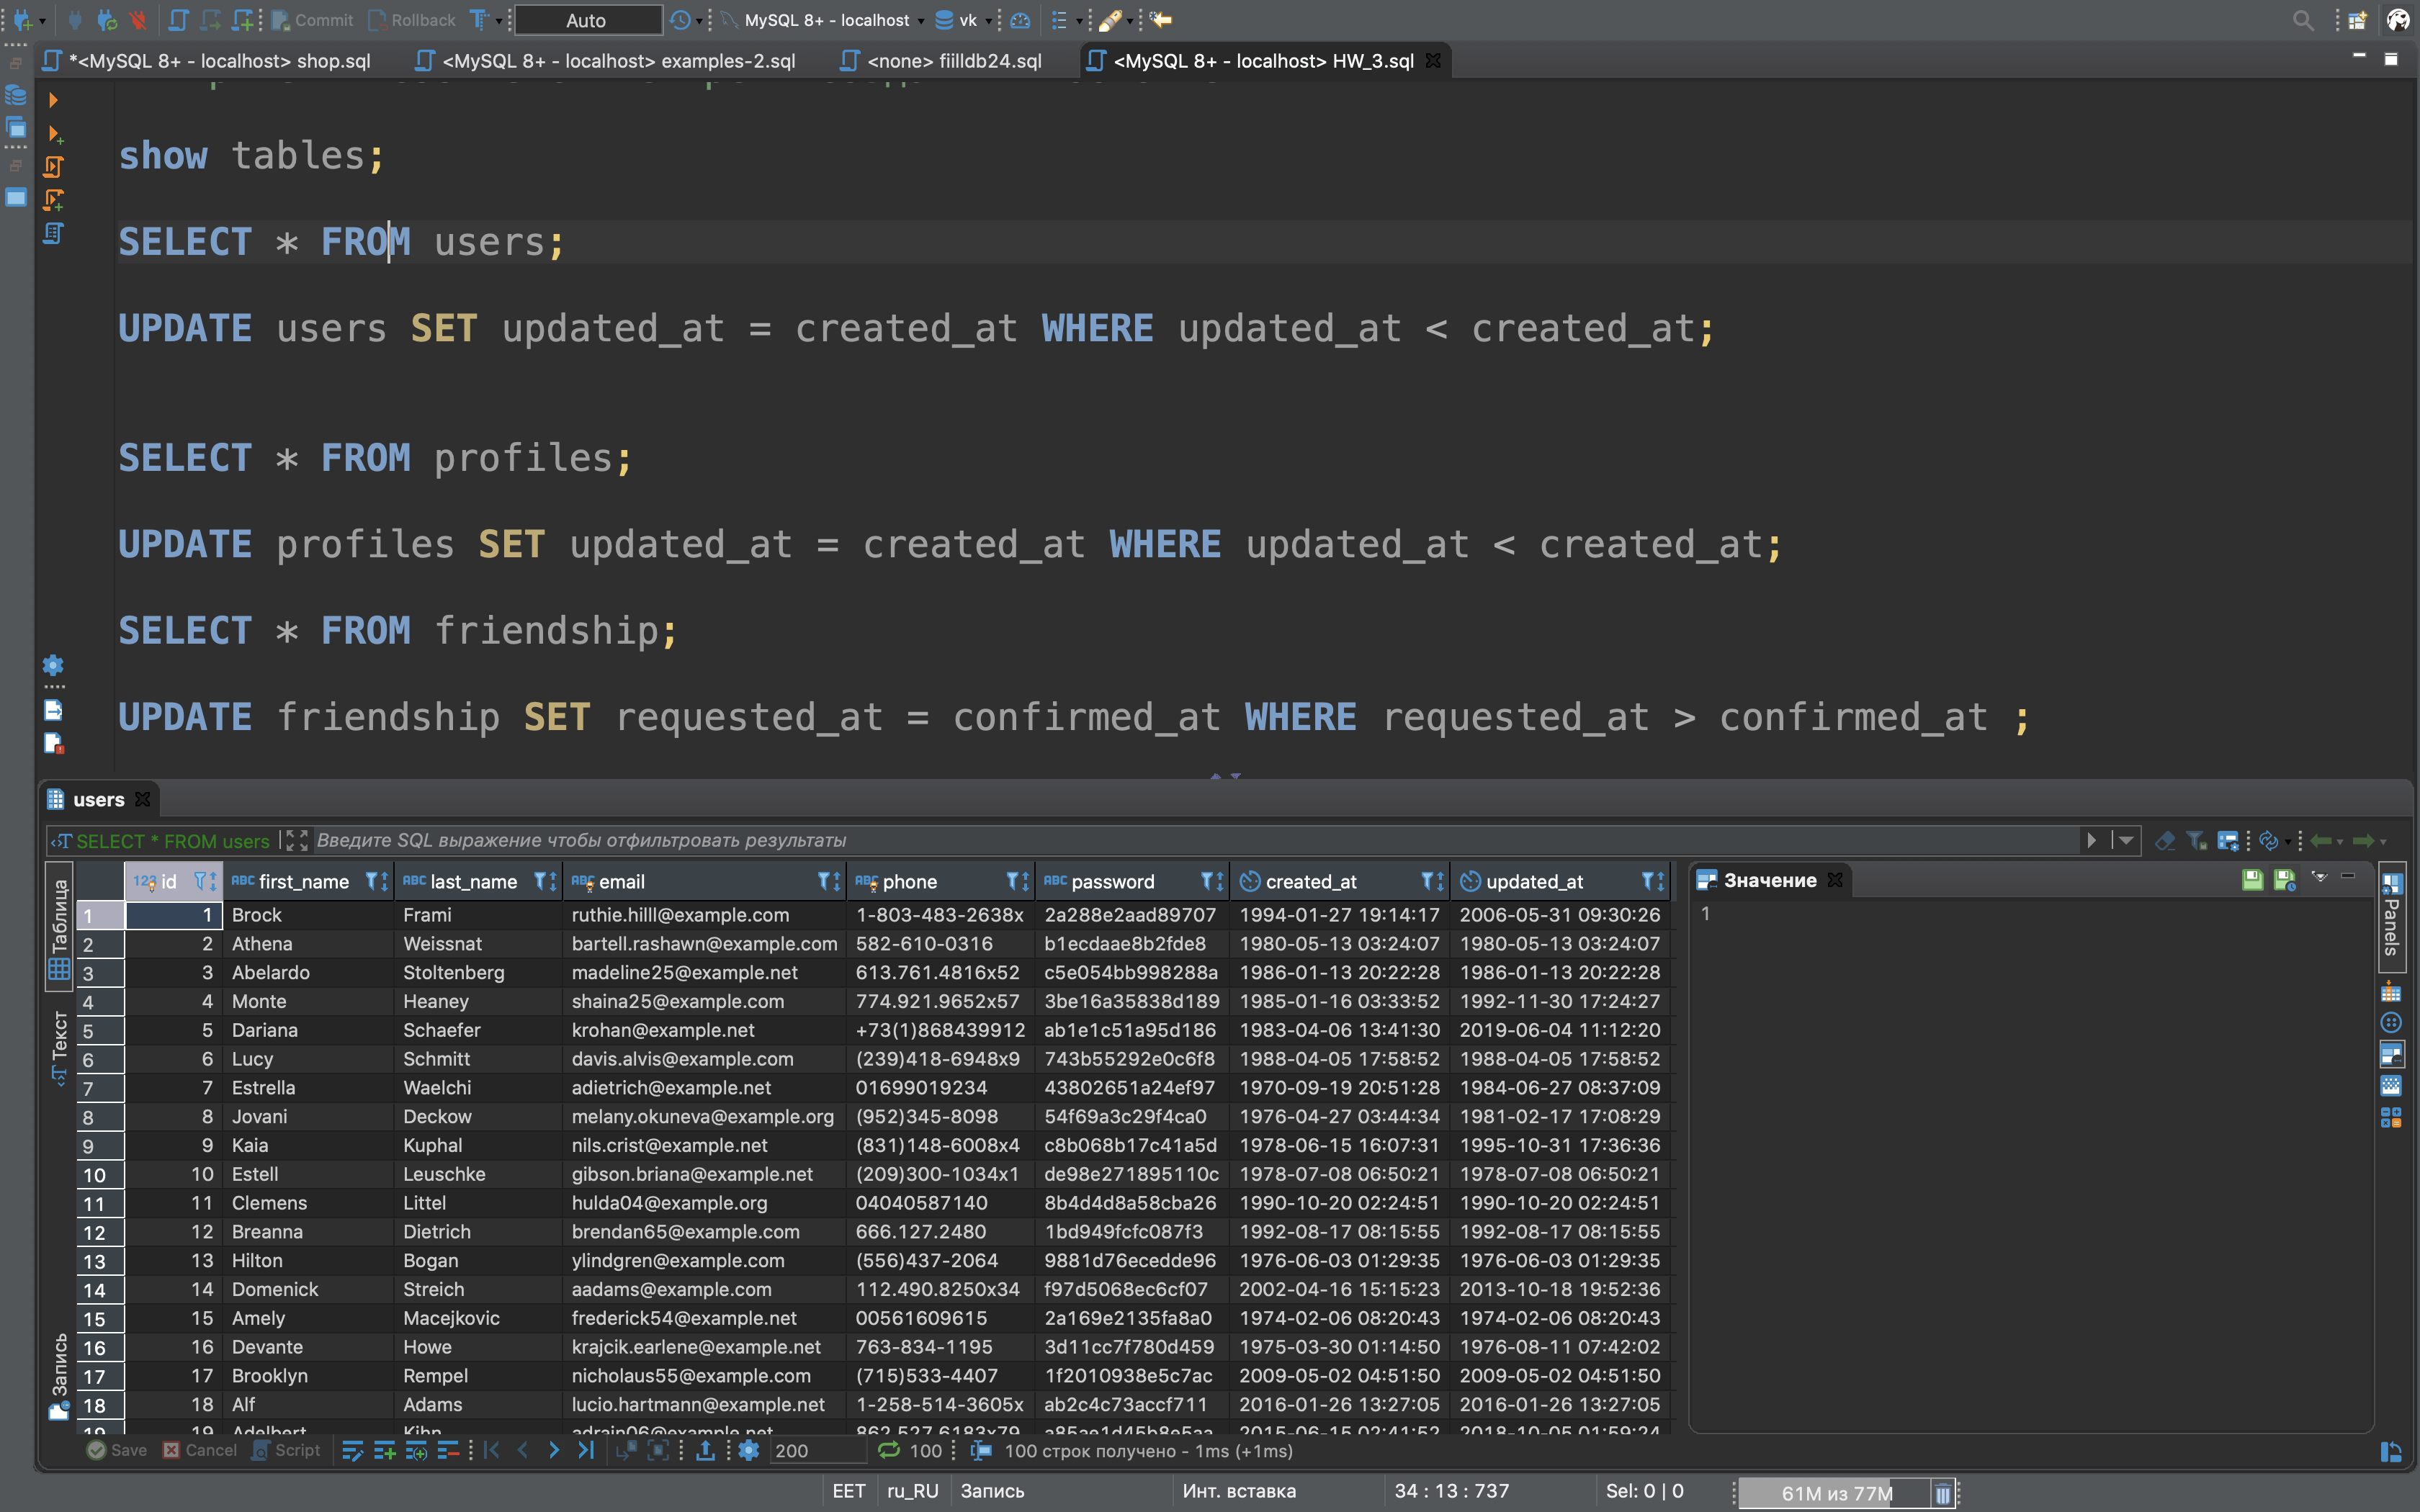 Commit Rollback Auto MySQL 8+ - localhost vk
*<MySQL 8+ - localhost> shop.sql <MySQL 8+ - localhost> examples-2.sql <none> fiilldb24.sql <MySQL 8+ - localhost> HW_3.sql
show tables;
SELECT * FROM users;
UPDATE users SET updated_at = created_at WHERE updated_at < created_at;
SELECT * FROM profiles;
UPDATE profiles SET updated_at = created_at WHERE updated_at < created_at;
SELECT * FROM friendship;
UPDATE friendship SET requested_at = confirmed_at WHERE requested_at > confirmed_at ;
users
SELECT * FROM users Введите SQL выражение чтобы отфильтровать результаты
Таблица
Текст
Запись
id first_name last_name email phone password created_at updated_at
1 1 Brock Frami ruthie.hilll@example.com 1-803-483-2638x 2a288e2aad89707 1994-01-27 19:14:17 2006-05-31 09:30:26
2 2 Athena Weissnat bartell.rashawn@example.com 582-610-0316 b1ecdaae8b2fde8 1980-05-13 03:24:07 1980-05-13 03:24:07
3 3 Abelardo Stoltenberg madeline25@example.net 613.761.4816x52 c5e054bb998288a 1986-01-13 20:22:28 1986-01-13 20:22:28
4 4 Monte Heaney shaina25@example.com 774.921.9652x57 3be16a35838d189 1985-01-16 03:33:52 1992-11-30 17:24:27
5 5 Dariana Schaefer krohan@example.net +73(1)868439912 ab1e1c51a95d186 1983-04-06 13:41:30 2019-06-04 11:12:20
6 6 Lucy Schmitt davis.alvis@example.com (239)418-6948x9 743b55292e0c6f8 1988-04-05 17:58:52 1988-04-05 17:58:52
7 7 Estrella Waelchi adietrich@example.net 01699019234 43802651a24ef97 1970-09-19 20:51:28 1984-06-27 08:37:09
8 8 Jovani Deckow melany.okuneva@example.org (952)345-8098 54f69a3c29f4ca0 1976-04-27 03:44:34 1981-02-17 17:08:29
9 9 Kaia Kuphal nils.crist@example.net (831)148-6008x4 c8b068b17c41a5d 1978-06-15 16:07:31 1995-10-31 17:36:36
10 10 Estell Leuschke gibson.briana@example.net (209)300-1034x1 de98e271895110c 1978-07-08 06:50:21 1978-07-08 06:50:21
11 11 Clemens Littel hulda04@example.org 04040587140 8b4d4d8a58cba26 1990-10-20 02:24:51 1990-10-20 02:24:51
12 12 Breanna Dietrich brendan65@example.com 666.127.2480 1bd949fcfc087f3 1992-08-17 08:15:55 1992-08-17 08:15:55
13 13 Hilton Bogan ylindgren@example.com (556)437-2064 9881d76ecedde96 1976-06-03 01:29:35 1976-06-03 01:29:35
14 14 Domenick Streich aadams@example.com 112.490.8250x34 f97d5068ec6cf07 2002-04-16 15:15:23 2013-10-18 19:52:36
15 15 Amely Macejkovic frederick54@example.net 00561609615 2a169e2135fa8a0 1974-02-06 08:20:43 1974-02-06 08:20:43
16 16 Devante Howe krajcik.earlene@example.net 763-834-1195 3d11cc7f780d459 1975-03-30 01:14:50 1976-08-11 07:42:02
17 17 Brooklyn Rempel nicholaus55@example.com (715)533-4407 1f2010938e5c7ac 2009-05-02 04:51:50 2009-05-02 04:51:50
18 18 Alf Adams lucio.hartmann@example.net 1-258-514-3605x ab2c4c73accf711 2016-01-26 13:27:05 2016-01-26 13:27:05
19 19 Adelbert Kihn
Значение
1
Panels
Save Cancel Script 200 100 100 строк получено - 1ms (+1ms)
EET ru_RU Запись Инт. вставка 34 : 13 : 737 Sel: 0 | 0 61M из 77M